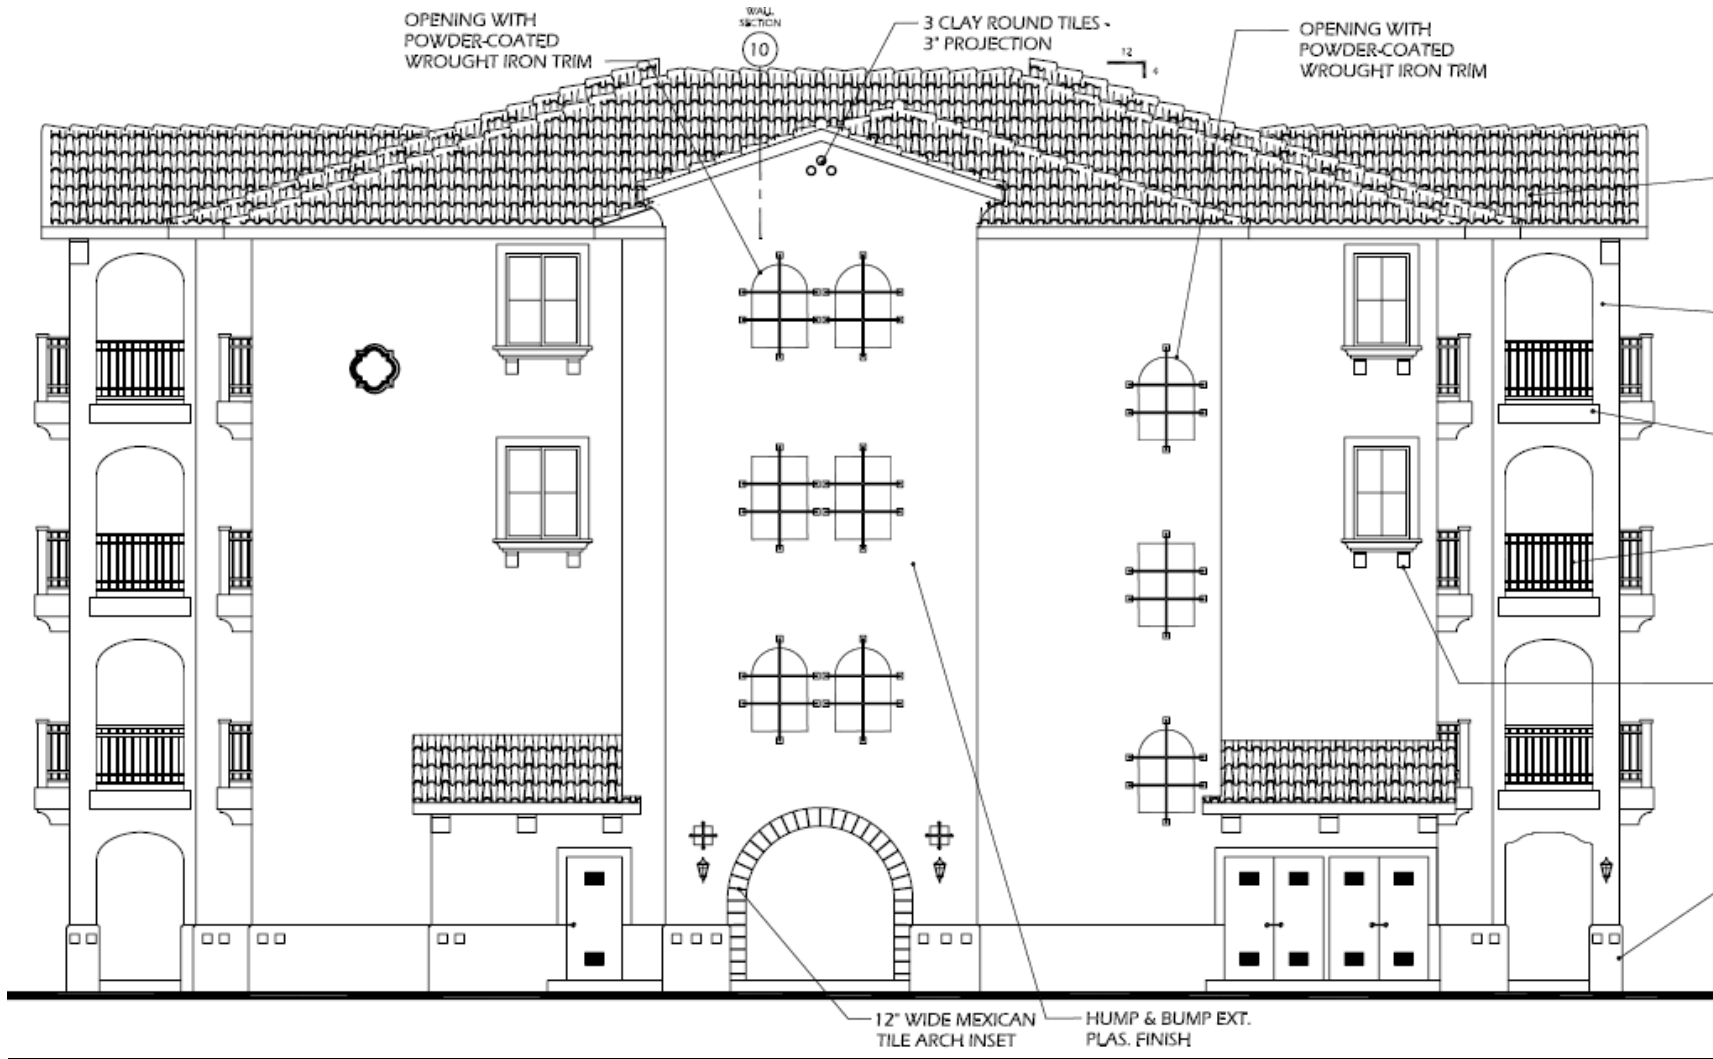 OPENING WITH
POWDER-COATED
WROUGHT IRON TRIM
WALL
SECTION
10
3 CLAY ROUND TILES -
3" PROJECTION
12
4
OPENING WITH
POWDER-COATED
WROUGHT IRON TRIM
12" WIDE MEXICAN
TILE ARCH INSET
HUMP & BUMP EXT.
PLAS. FINISH